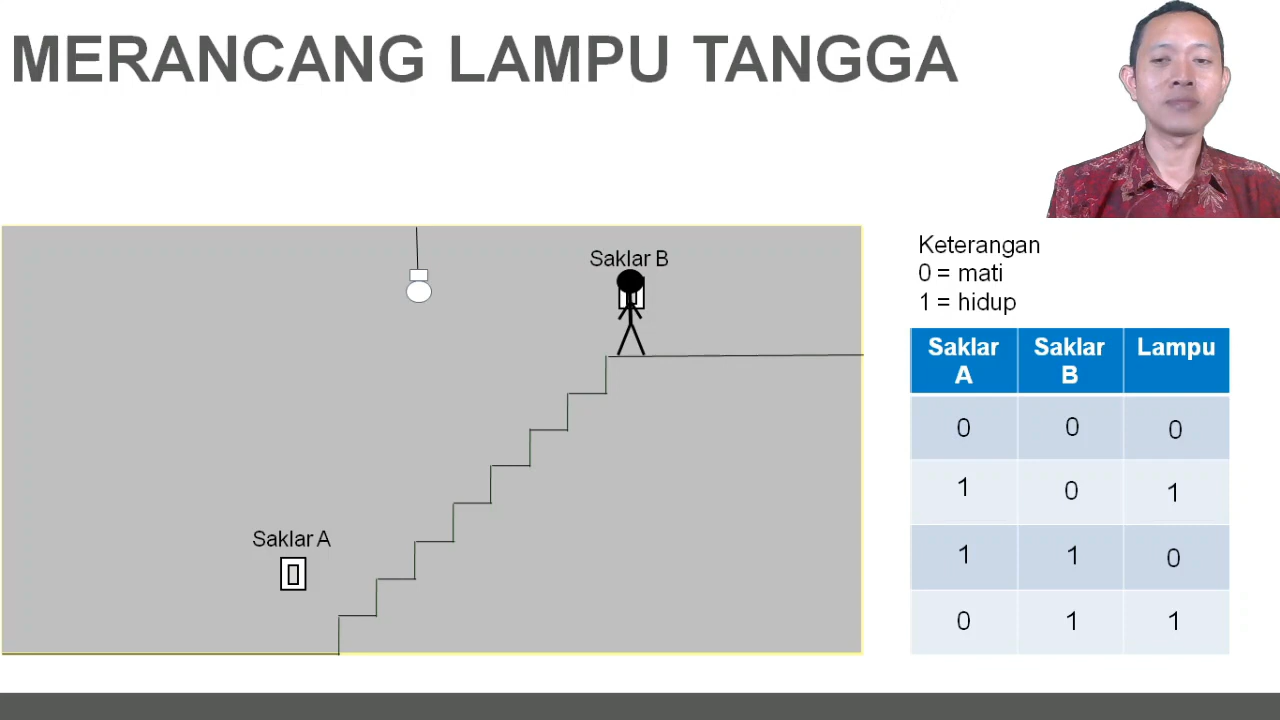 MERANCANG LAMPU TANGGA
Saklar B
Saklar A
Keterangan
0 = mati
1 = hidup
Saklar A Saklar B Lampu
0 0 0
1 0 1
1 1 0
0 1 1